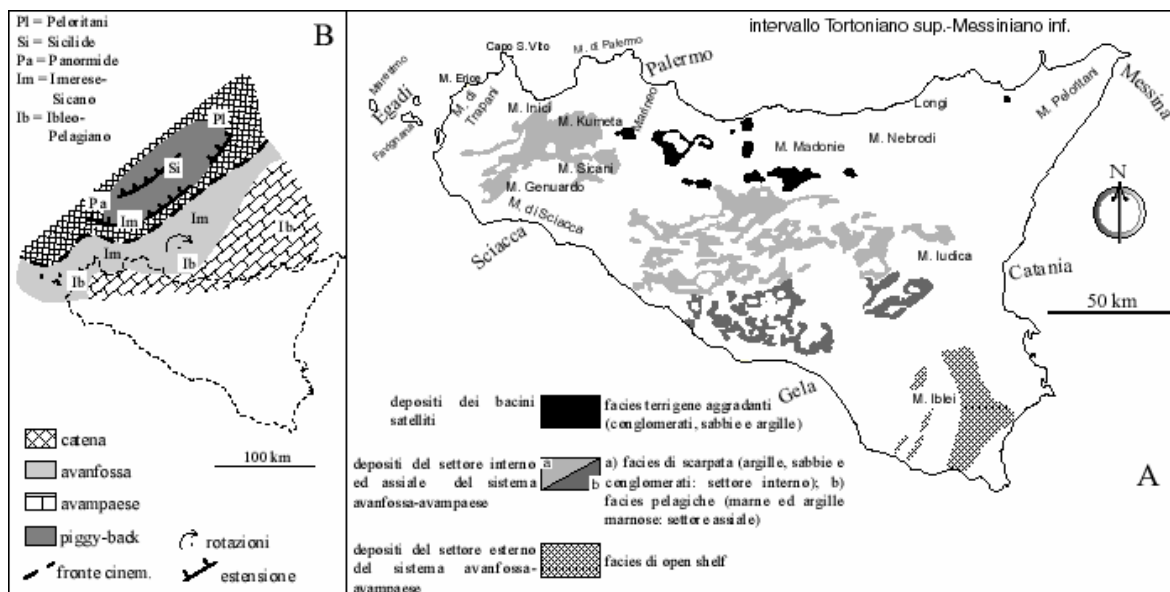 Pl = Peloritani
Si = Sicilide
Pa = Panormide
Im = Imerese-
Sicano
Ib = Ibleo-
Pelagiano
B
Pl
Si
Pa
Im
Im
Im
Ib
Ib
Ib
catena
avanfossa
100 km
avampaese
piggy-back
rotazioni
fronte cinem.
estensione
intervallo Tortoniano sup.-Messiniano inf.
Capo S. Vito
M. di Palermo
Palermo
Messina
Marettimo
Egadi
Favignana
M. Erice
M. di
Trapani
M. Inici
M. Kumeta
Marineo
Longi
M. Peloritani
M. Nebrodi
M. Madonie
M. Sicani
M. Genuardo
M. di Sciacca
Sciacca
N
M. Iudica
Catania
50 km
Gela
M. Iblei
A
depositi dei bacini
satelliti
facies terrigene aggradanti
(conglomerati, sabbie e argille)
depositi del settore interno
ed assiale del sistema
avanfossa-avampaese
a
b
a) facies di scarpata (argille, sabbie e
conglomerati: settore interno); b)
facies pelagiche (marne ed argille
marnose: settore assiale)
depositi del settore esterno
del sistema avanfossa-
avampaese
facies di open shelf